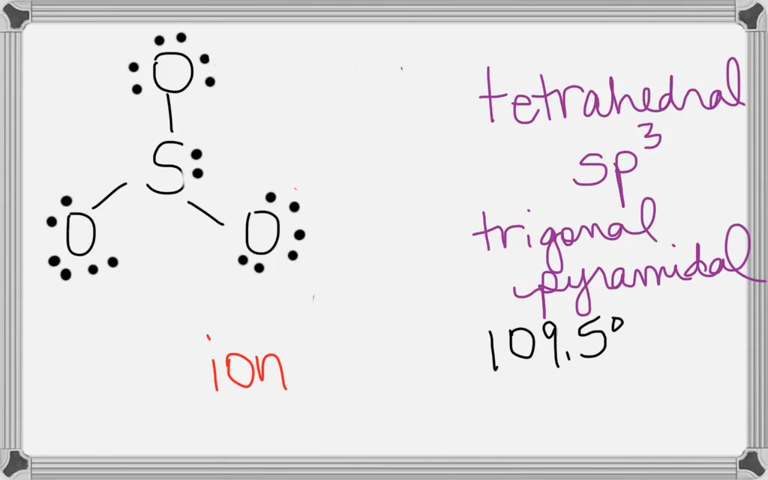 O
S
O O
tetrahedral
sp³
trigonal
pyramidal
109.5°
ion